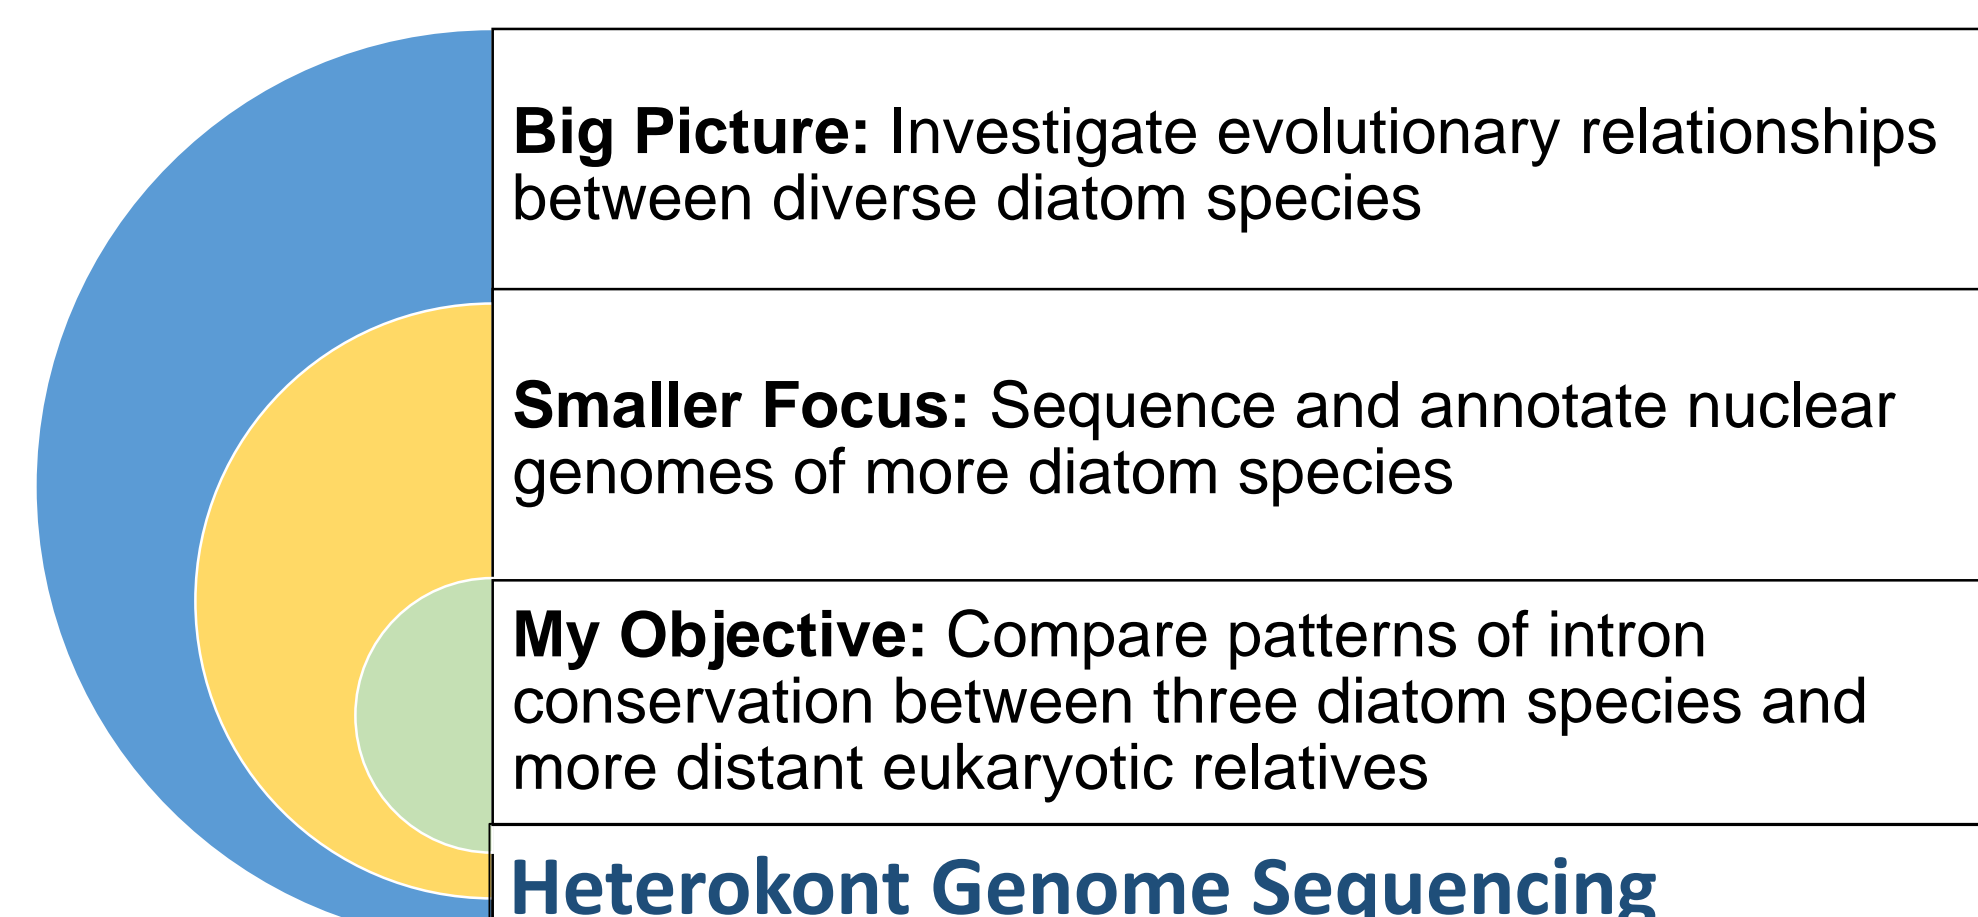 Big Picture: Investigate evolutionary relationships
between diverse diatom species
Smaller Focus: Sequence and annotate nuclear
genomes of more diatom species
My Objective: Compare patterns of intron
conservation between three diatom species and
more distant eukaryotic relatives
Heterokont Genome Sequencing